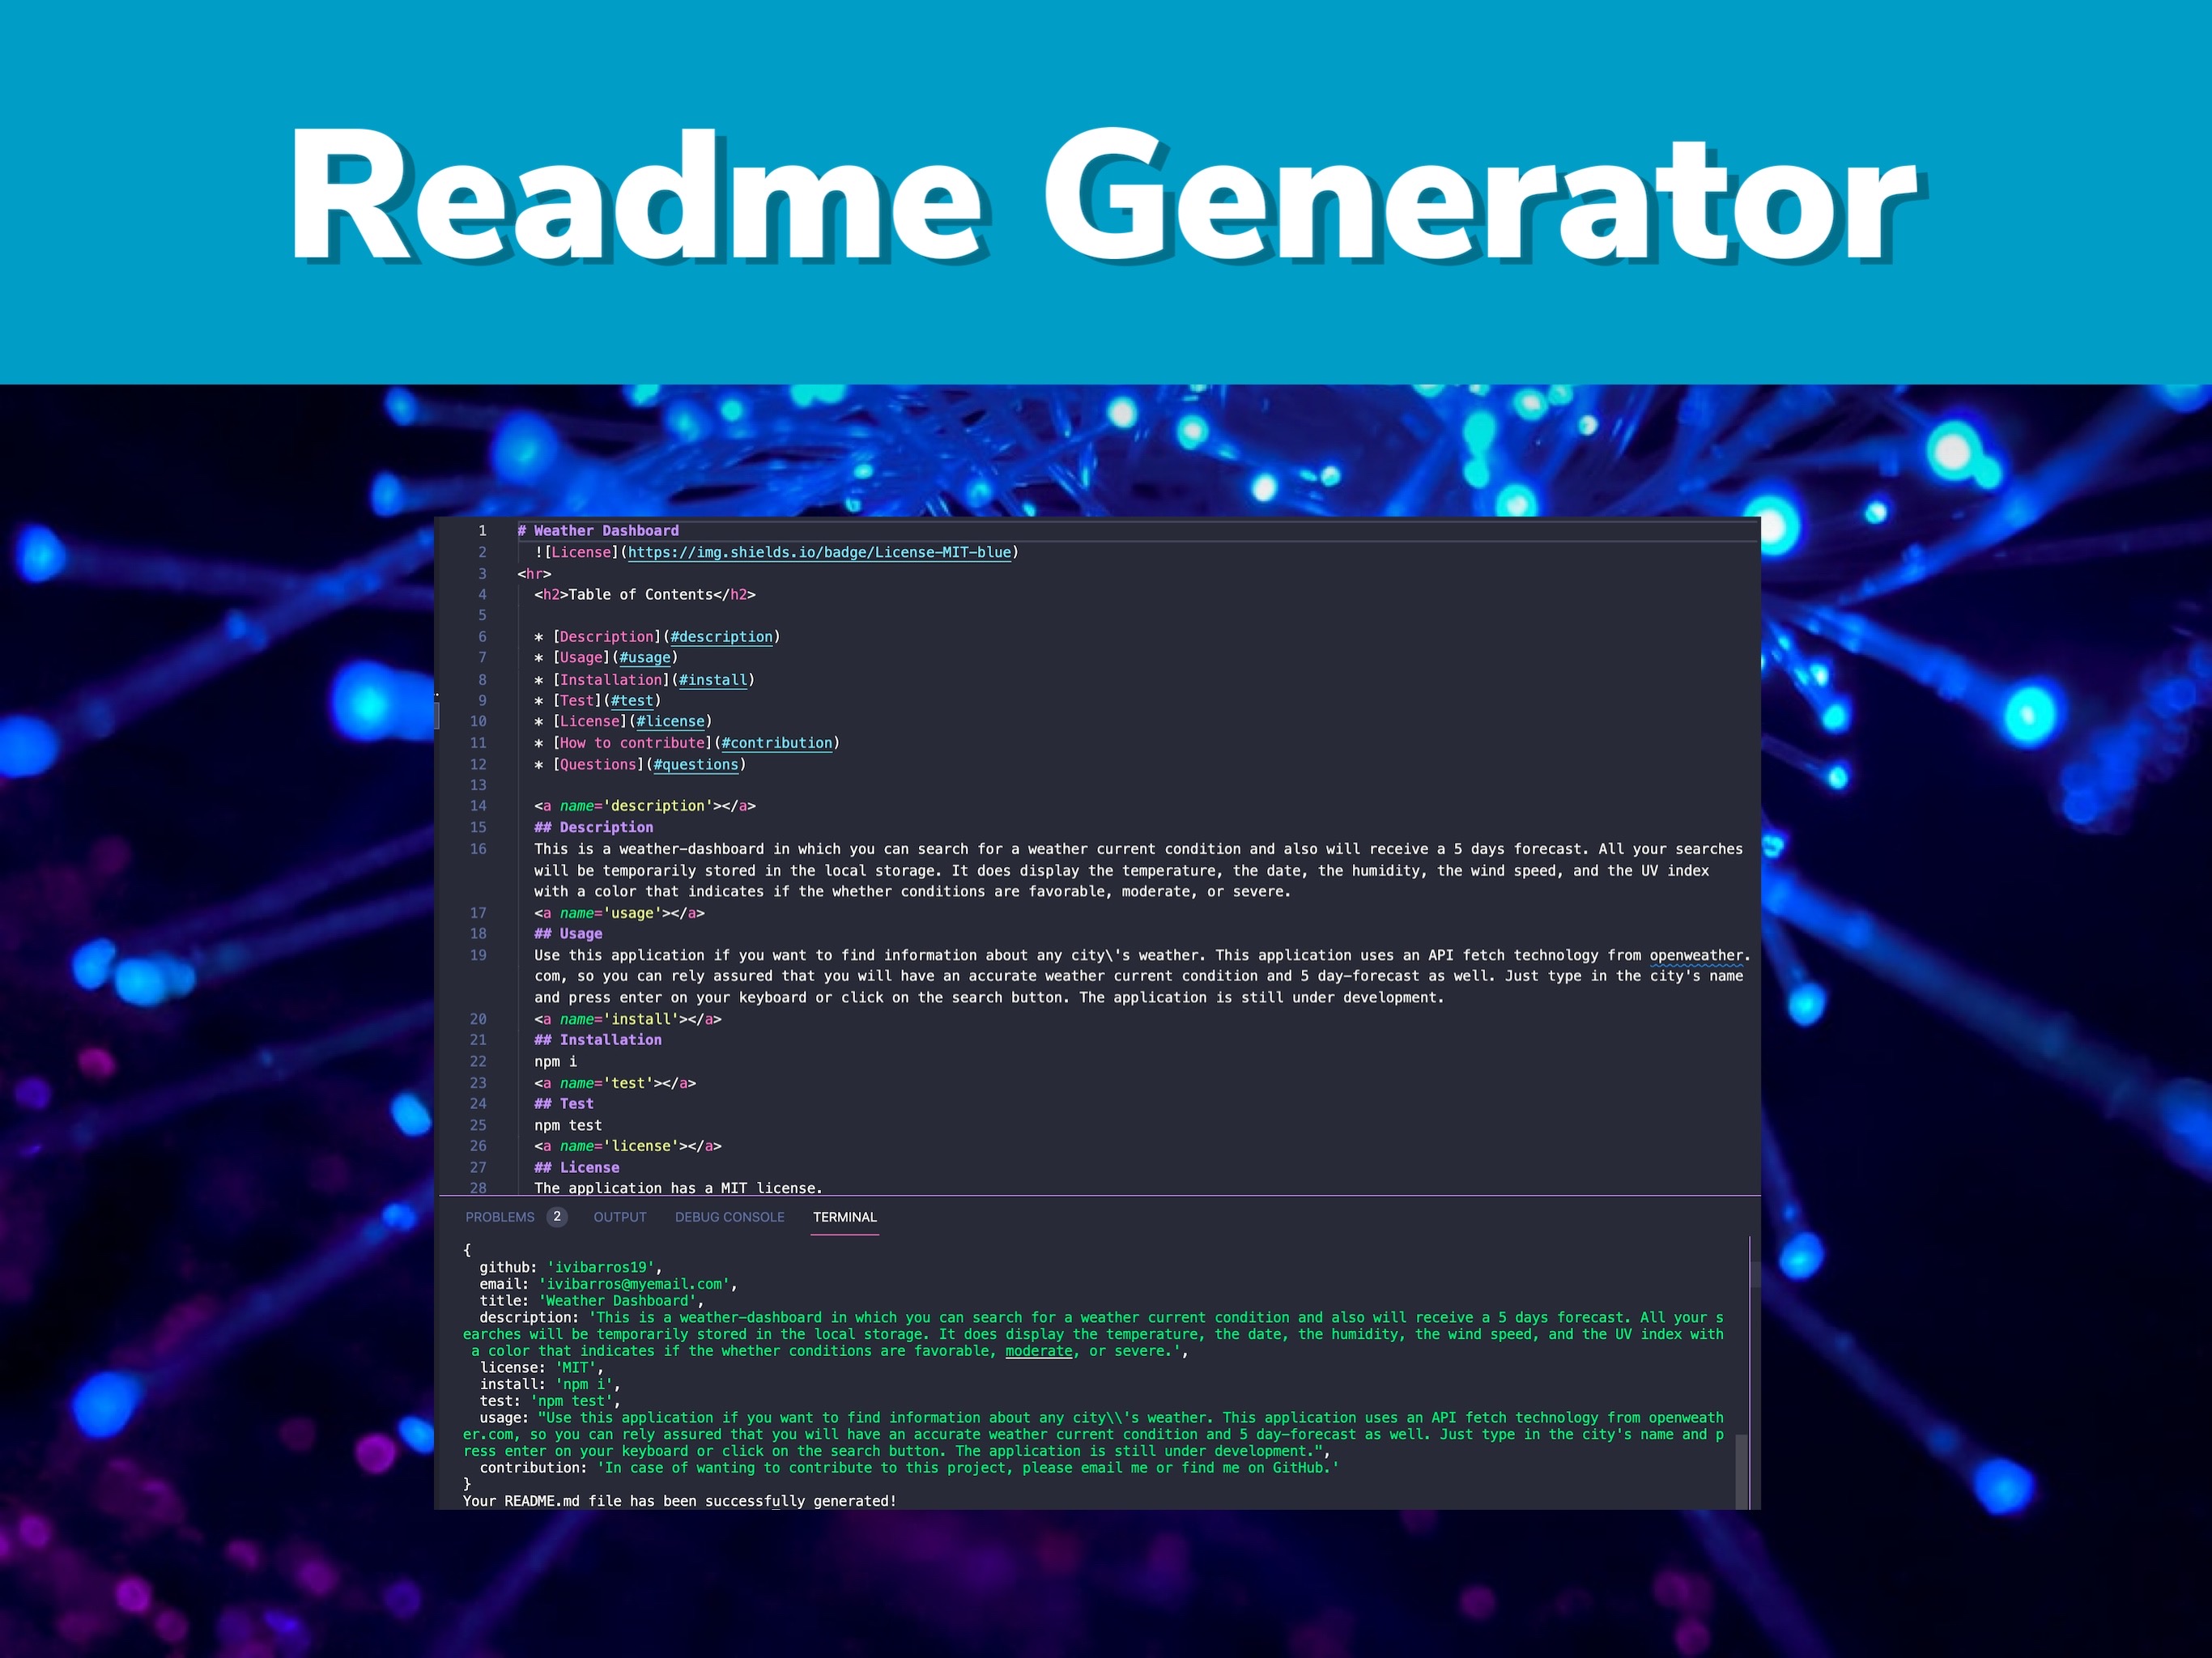 Readme Generator
1 # Weather Dashboard
2 ![License](https://img.shields.io/badge/License-MIT-blue)
3 <hr>
4 <h2>Table of Contents</h2>
5
6 * [Description](#description)
7 * [Usage](#usage)
8 * [Installation](#install)
9 * [Test](#test)
10 * [License](#license)
11 * [How to contribute](#contribution)
12 * [Questions](#questions)
13
14 <a name='description'></a>
15 ## Description
16 This is a weather-dashboard in which you can search for a weather current condition and also will receive a 5 days forecast. All your searches
will be temporarily stored in the local storage. It does display the temperature, the date, the humidity, the wind speed, and the UV index
with a color that indicates if the whether conditions are favorable, moderate, or severe.
17 <a name='usage'></a>
18 ## Usage
19 Use this application if you want to find information about any city\'s weather. This application uses an API fetch technology from openweather.
com, so you can rely assured that you will have an accurate weather current condition and 5 day-forecast as well. Just type in the city's name
and press enter on your keyboard or click on the search button. The application is still under development.
20 <a name='install'></a>
21 ## Installation
22 npm i
23 <a name='test'></a>
24 ## Test
25 npm test
26 <a name='license'></a>
27 ## License
28 The application has a MIT license.
PROBLEMS 2 OUTPUT DEBUG CONSOLE TERMINAL
{
github: 'ivibarros19',
email: 'ivibarros@myemail.com',
title: 'Weather Dashboard',
description: 'This is a weather-dashboard in which you can search for a weather current condition and also will receive a 5 days forecast. All your s
earches will be temporarily stored in the local storage. It does display the temperature, the date, the humidity, the wind speed, and the UV index with
a color that indicates if the whether conditions are favorable, moderate, or severe.',
license: 'MIT',
install: 'npm i',
test: 'npm test',
usage: "Use this application if you want to find information about any city\\'s weather. This application uses an API fetch technology from openweath
er.com, so you can rely assured that you will have an accurate weather current condition and 5 day-forecast as well. Just type in the city's name and p
ress enter on your keyboard or click on the search button. The application is still under development.",
contribution: 'In case of wanting to contribute to this project, please email me or find me on GitHub.'
}
Your README.md file has been successfully generated!